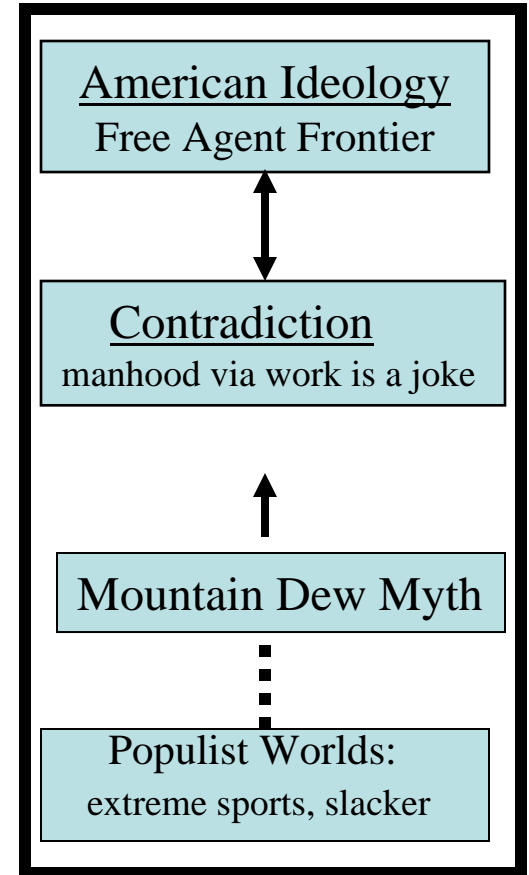 American Ideology
Free Agent Frontier
Contradiction
manhood via work is a joke
Mountain Dew Myth
Populist Worlds:
extreme sports, slacker